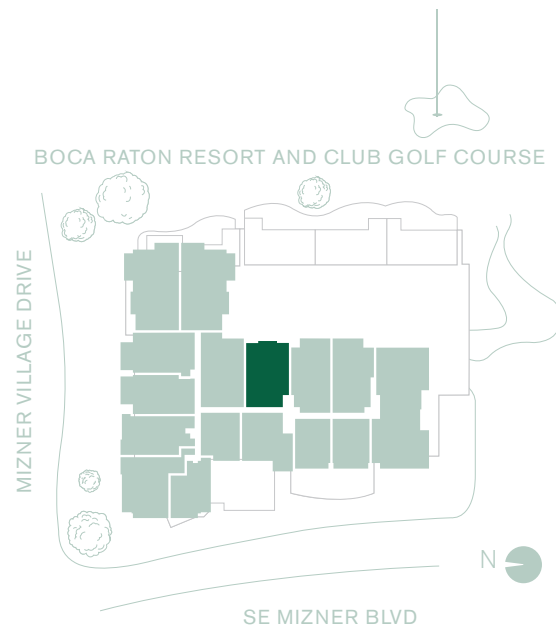 BOCA RATON RESORT AND CLUB GOLF COURSE
MIZNER VILLAGE DRIVE
N
SE MIZNER BLVD